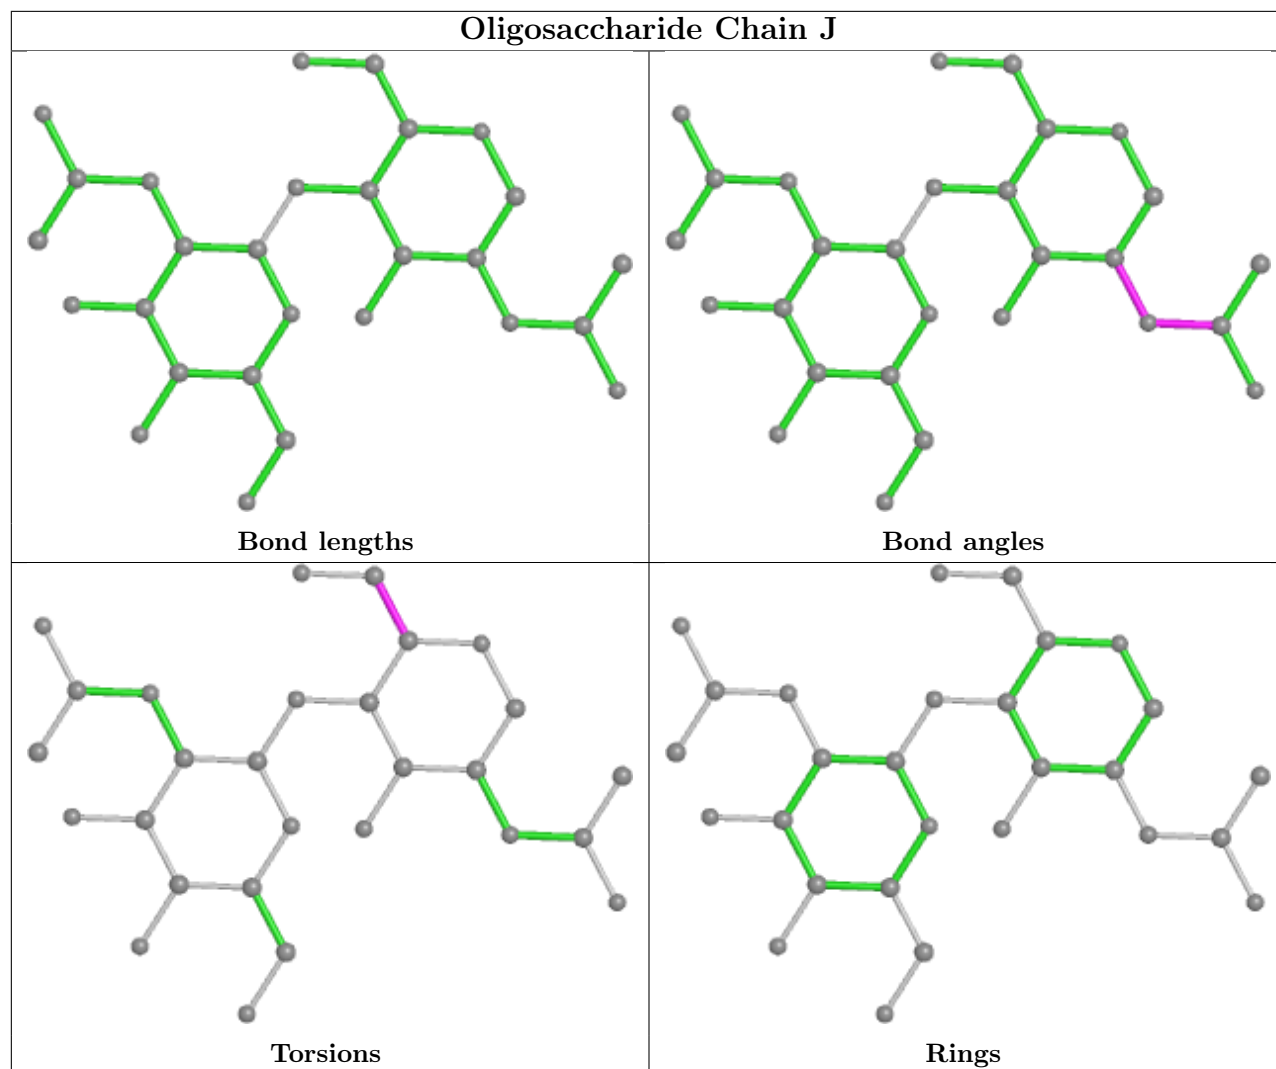 Oligosaccharide Chain J
Bond lengths
Bond angles
Torsions
Rings